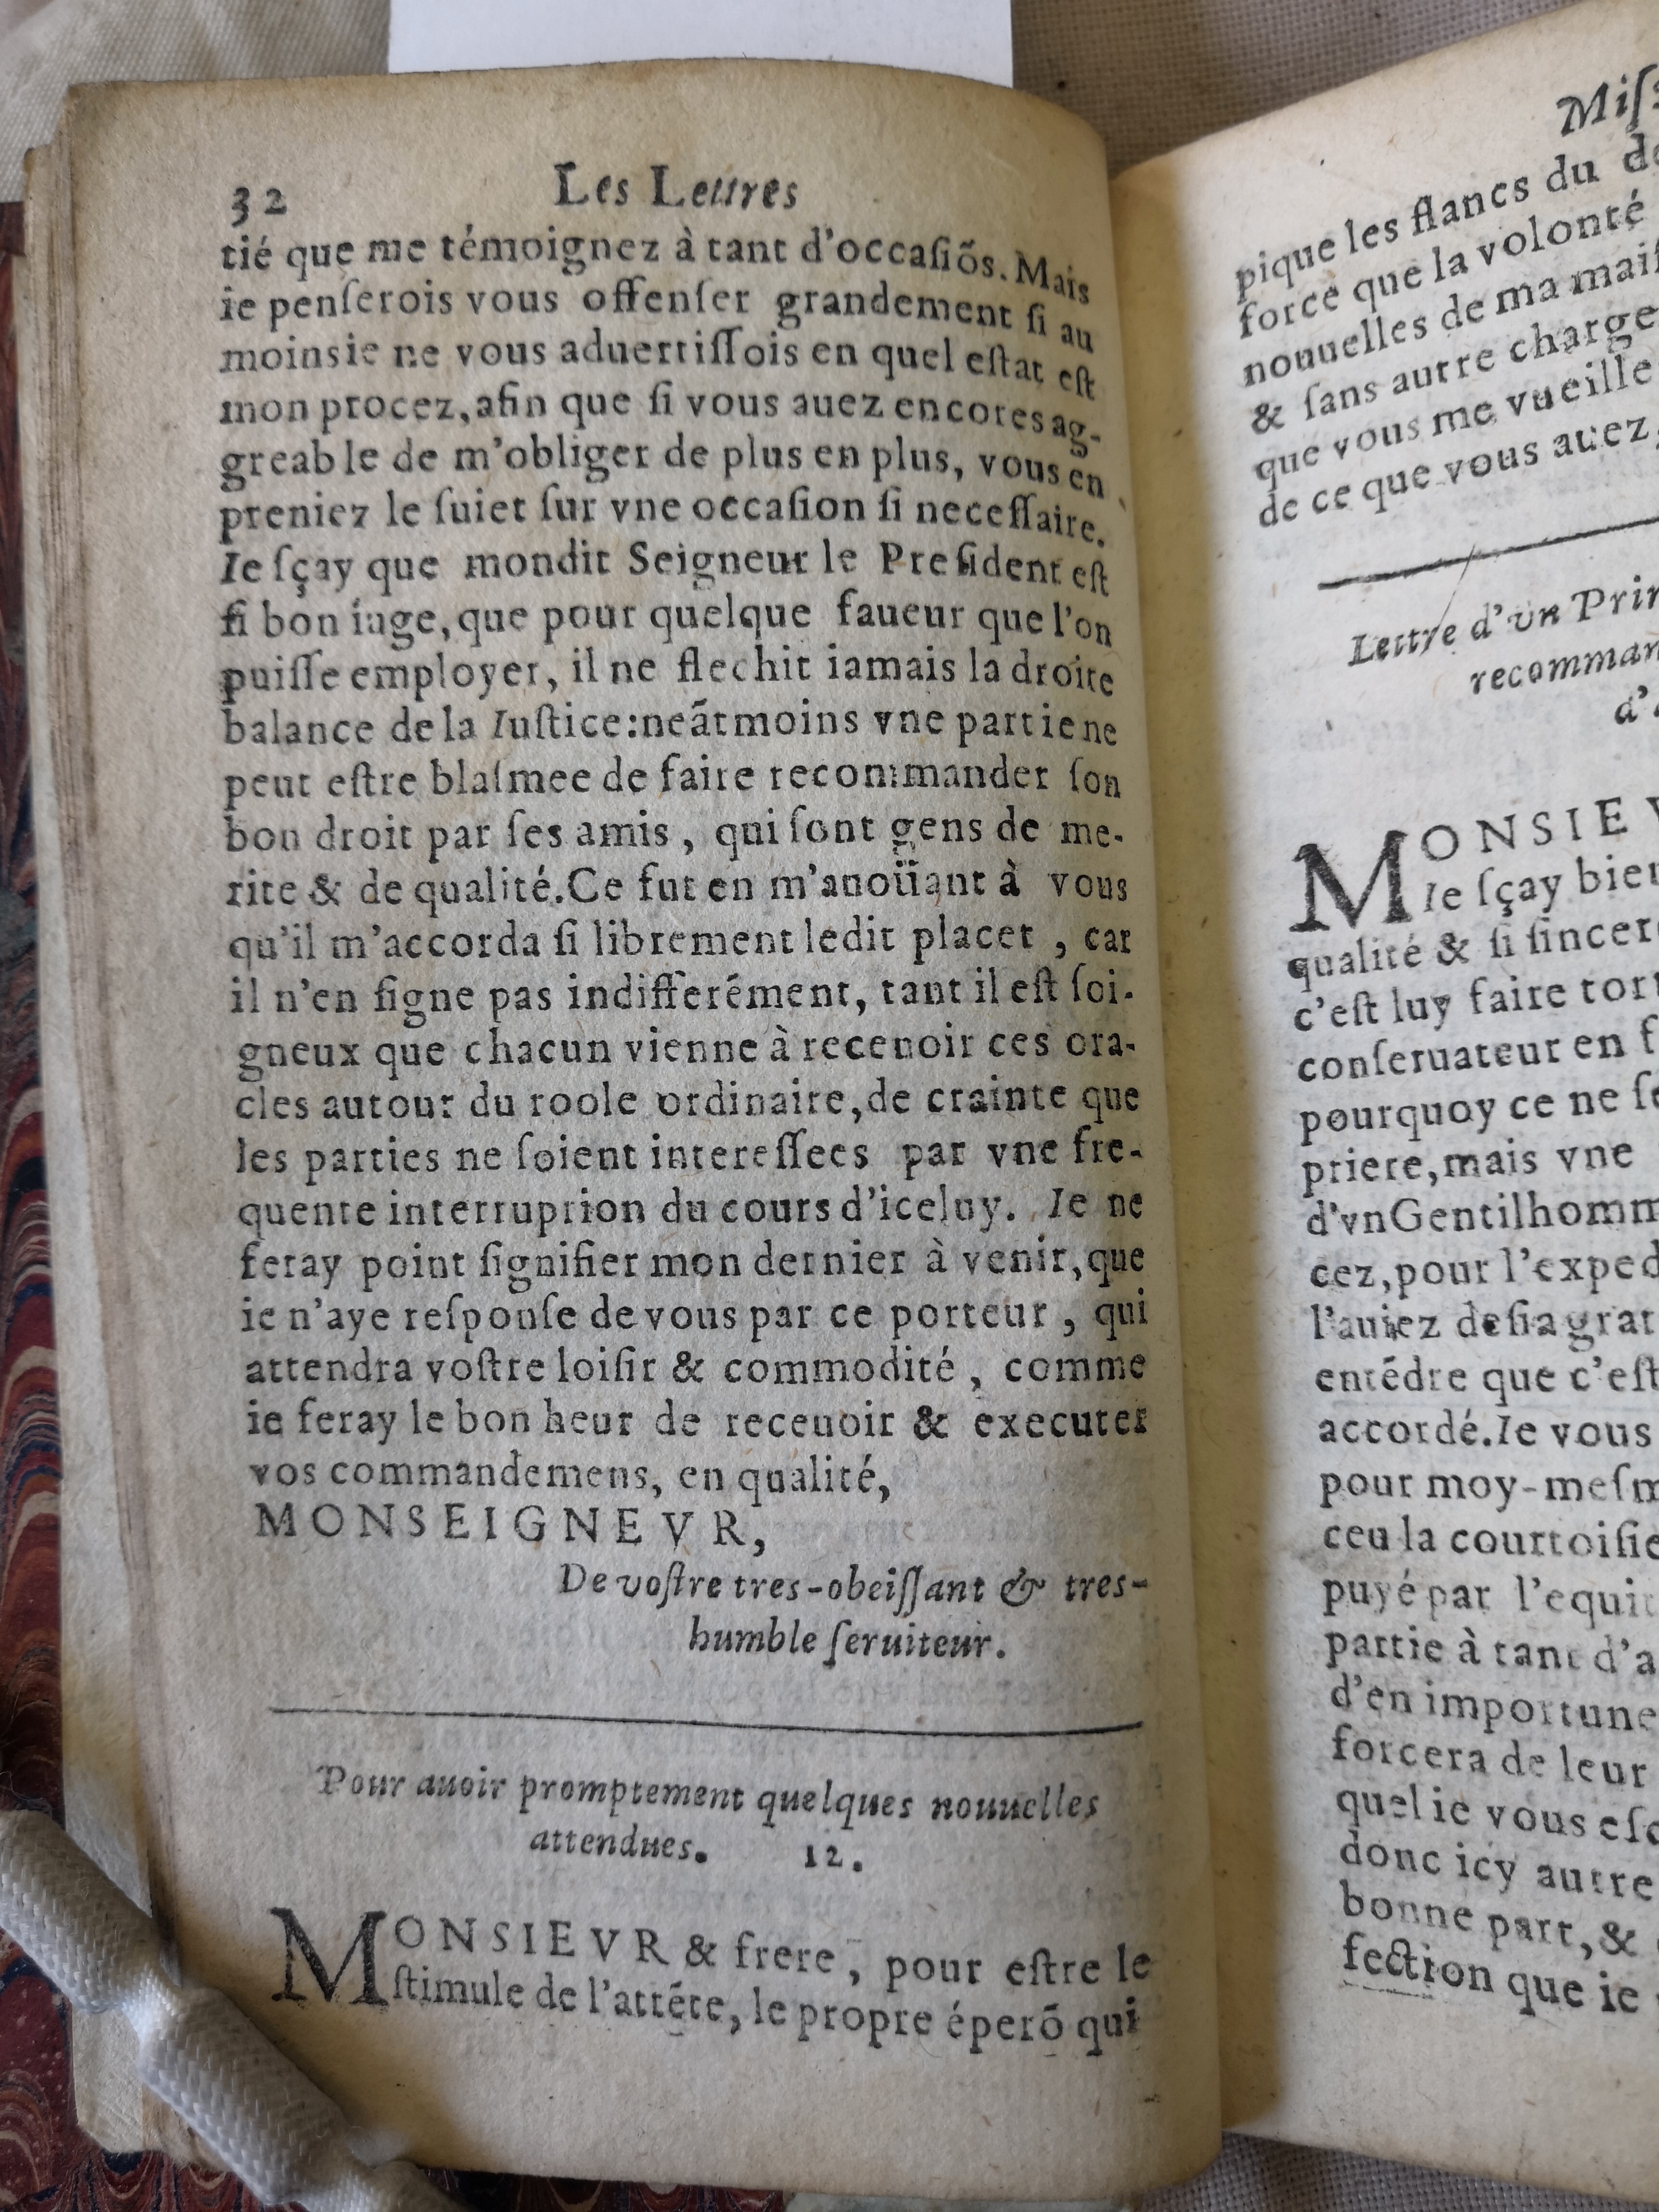 32 Les Lettres
tié que me témoignez à tant d'occaſiõs. Mais
ie penſerois vous offenſer grandement ſi au
moins ie ne vous aduertiſſois en quel eſtat eſt
mon procez, afin que ſi vous auez encores ag-
greable de m'obliger de plus en plus, vous en
preniez le ſuiet ſur vne occaſion ſi neceſſaire.
Ie ſçay que mondit Seigneur le Preſident eſt
ſi bon iuge, que pour quelque faueur que l'on
puiſſe employer, il ne flechit iamais la droite
balance de la Iuſtice: neãtmoins vne partie ne
peut eſtre blaſmee de faire recommander ſon
bon droit par ſes amis, qui ſont gens de me-
rite & de qualité. Ce fut en m'auoüant à vous
qu'il m'accorda ſi librement ledit placet, car
il n'en ſigne pas indifferément, tant il eſt ſoi-
gneux que chacun vienne à receuoir ces ora-
cles autour du roole ordinaire, de crainte que
les parties ne ſoient intereſſees par vne fre-
quente interruption du cours d'iceluy. Ie ne
feray point ſignifier mon dernier à venir, que
ie n'aye reſponſe de vous par ce porteur, qui
attendra voſtre loiſir & commodité, comme
ie feray le bon heur de receuoir & executer
vos commandemens, en qualité,
MONSEIGNEVR,
De voſtre tres-obeiſſant & tres-
humble ſeruiteur.
Pour auoir promptement quelques nouuelles
attendues. 12.
MONSIEVR & frere, pour eſtre le
ſtimule de l'attẽte, le propre éperõ qui
Miſ
pique les flancs du
force que la volonté
nouuelles de ma
& ſans autre charge
que vous me vueille
de ce que vous auez
Lettre d'vn
recomman
d'
MONSIEV
Ie ſçay bien
qualité & ſi ſincer
c'eſt luy faire tort
conſeruateur en
pourquoy ce ne
priere, mais vne
d'vn Gentilhomm
cez, pour l'exped
l'auiez deſia grat
entẽdre que c'eſt
accordé. Ie vous
pour moy-meſm
ceu la courtoiſie
puyé par l'equit
partie à tant d'a
d'en importune
forcera de leur
quel ie vous eſc
donc icy autre
bonne part, &
fection que ie